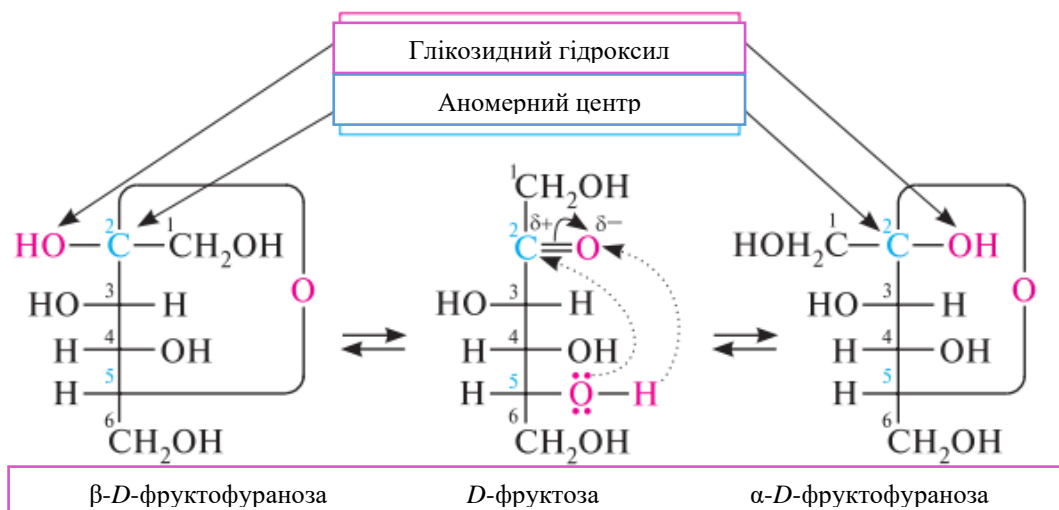 Глікозидний гідроксил
Аномерний центр
1
CH₂OH
2
1
HO
C
CH₂OH
2
δ+
δ−
C
O
1
2
HOH₂C
C
OH
3
HO
H
O
3
HO
H
3
HO
H
O
4
H
OH
4
H
OH
4
H
OH
5
H
5
H
O
H
5
H
6
CH₂OH
6
CH₂OH
6
CH₂OH
β-D-фруктофураноза
D-фруктоза
α-D-фруктофураноза